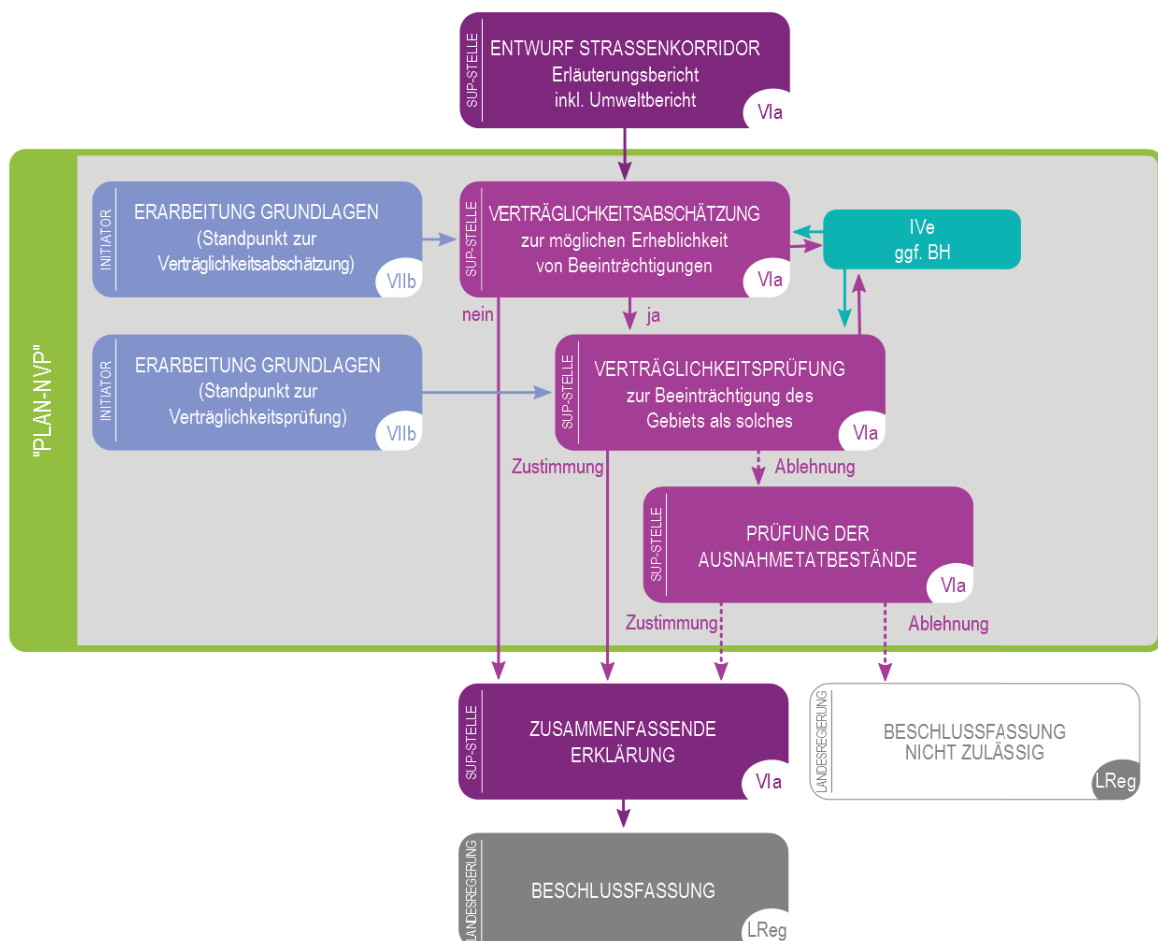 SUP-STELLE
ENTWURF STRASSENKORRIDOR
Erläuterungsbericht
inkl. Umweltbericht
VIa
"PLAN-NVP"
INITIATOR
ERARBEITUNG GRUNDLAGEN
(Standpunkt zur
Verträglichkeitsabschätzung)
VIIb
SUP-STELLE
VERTRÄGLICHKEITSABSCHÄTZUNG
zur möglichen Erheblichkeit
von Beeinträchtigungen
VIa
IVe
ggf. BH
nein
ja
INITIATOR
ERARBEITUNG GRUNDLAGEN
(Standpunkt zur
Verträglichkeitsprüfung)
VIIb
SUP-STELLE
VERTRÄGLICHKEITSPRÜFUNG
zur Beeinträchtigung des
Gebiets als solches
VIa
Zustimmung
Ablehnung
SUP-STELLE
PRÜFUNG DER
AUSNAHMETATBESTÄNDE
VIa
Zustimmung
Ablehnung
SUP-STELLE
ZUSAMMENFASSENDE
ERKLÄRUNG
VIa
LANDESREGIERUNG
BESCHLUSSFASSUNG
NICHT ZULÄSSIG
LReg
LANDESREGIERUNG
BESCHLUSSFASSUNG
LReg